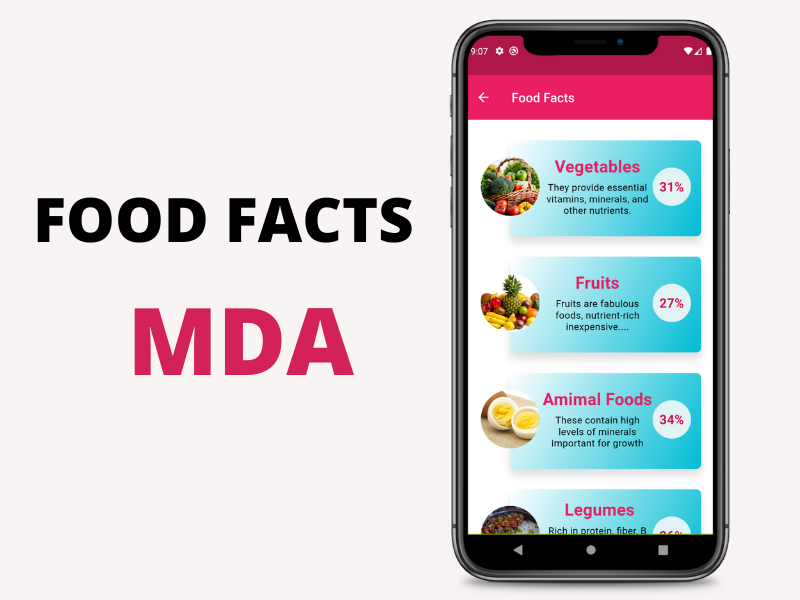 FOOD FACTS
MDA
9:07
Food Facts
Vegetables
They provide essential
vitamins, minerals, and
other nutrients.
31%
Fruits
Fruits are fabulous
foods, nutrient-rich
inexpensive....
27%
Amimal Foods
These contain high
levels of minerals
important for growth
34%
Legumes
Rich in protein, fiber, B